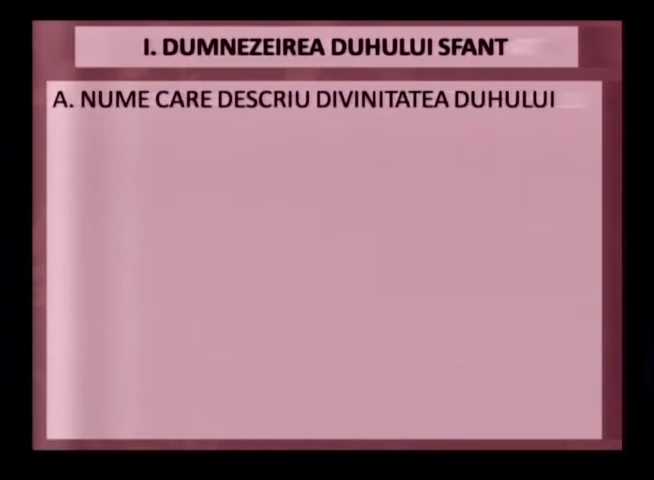 I. DUMNEZEIREA DUHULUI SFANT
A. NUME CARE DESCRIU DIVINITATEA DUHULUI